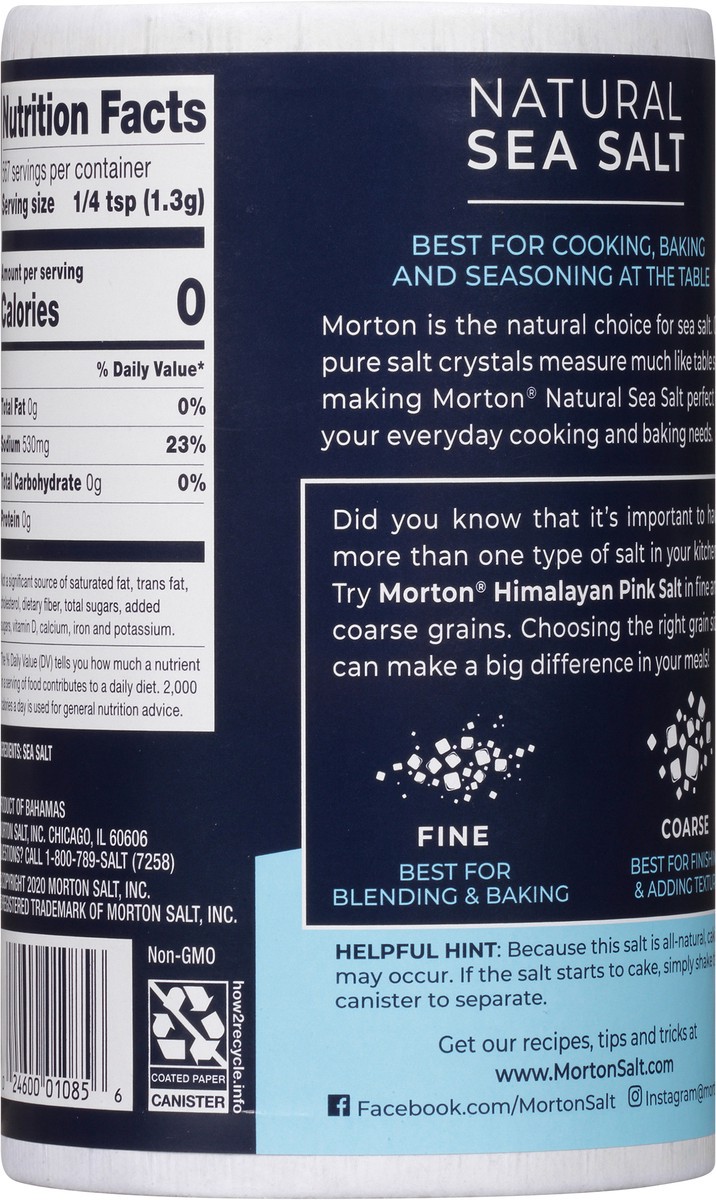 Nutrition Facts
servings per container
Serving size 1/4 tsp (1.3g)
Amount per serving
Calories 0
% Daily Value*
Total Fat 0g 0%
Sodium 530mg 23%
Total Carbohydrate 0g 0%
Protein 0g
a significant source of saturated fat, trans fat,
cholesterol, dietary fiber, total sugars, added
sugars, vitamin D, calcium, iron and potassium.
The % Daily Value (DV) tells you how much a nutrient
a serving of food contributes to a daily diet. 2,000
calories a day is used for general nutrition advice.
INGREDIENTS: SEA SALT
PRODUCT OF BAHAMAS
MORTON SALT, INC. CHICAGO, IL 60606
QUESTIONS? CALL 1-800-789-SALT (7258)
COPYRIGHT 2020 MORTON SALT, INC.
REGISTERED TRADEMARK OF MORTON SALT, INC.
24600 01085 6
Non-GMO
how2recycle.info
COATED PAPER
CANISTER
NATURAL
SEA SALT
BEST FOR COOKING, BAKING
AND SEASONING AT THE TABLE
Morton is the natural choice for sea salt.
pure salt crystals measure much like table
making Morton® Natural Sea Salt perfect
your everyday cooking and baking needs.
Did you know that it's important to
more than one type of salt in your kitchen
Try Morton® Himalayan Pink Salt in fine
coarse grains. Choosing the right grain
can make a big difference in your meals!
FINE
BEST FOR
BLENDING & BAKING
COARSE
BEST FOR
& ADDING
HELPFUL HINT: Because this salt is all-natural,
may occur. If the salt starts to cake, simply shake
canister to separate.
Get our recipes, tips and tricks at
www.MortonSalt.com
Facebook.com/MortonSalt